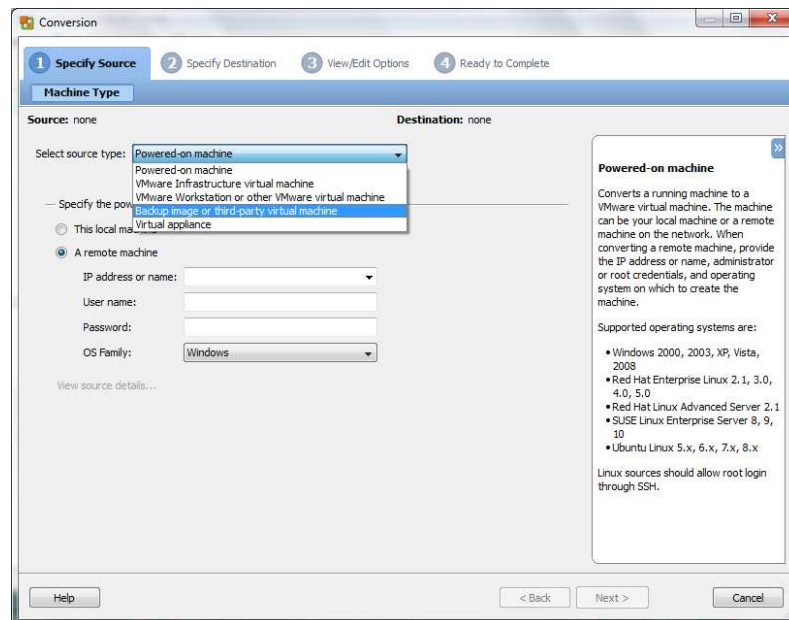 Conversion
1 Specify Source 2 Specify Destination 3 View/Edit Options 4 Ready to Complete
Machine Type
Source: none Destination: none
Select source type: Powered-on machine
Powered-on machine
VMware Infrastructure virtual machine
VMware Workstation or other VMware virtual machine
Backup image or third-party virtual machine
Virtual appliance
Specify the pow
This local ma
A remote machine
IP address or name:
User name:
Password:
OS Family: Windows
View source details...
Powered-on machine
Converts a running machine to a
VMware virtual machine. The machine
can be your local machine or a remote
machine on the network. When
converting a remote machine, provide
the IP address or name, administrator
or root credentials, and operating
system on which to create the
machine.
Supported operating systems are:
• Windows 2000, 2003, XP, Vista,
2008
• Red Hat Enterprise Linux 2.1, 3.0,
4.0, 5.0
• Red Hat Linux Advanced Server 2.1
• SUSE Linux Enterprise Server 8, 9,
10
• Ubuntu Linux 5.x, 6.x, 7.x, 8.x
Linux sources should allow root login
through SSH.
Help < Back Next > Cancel